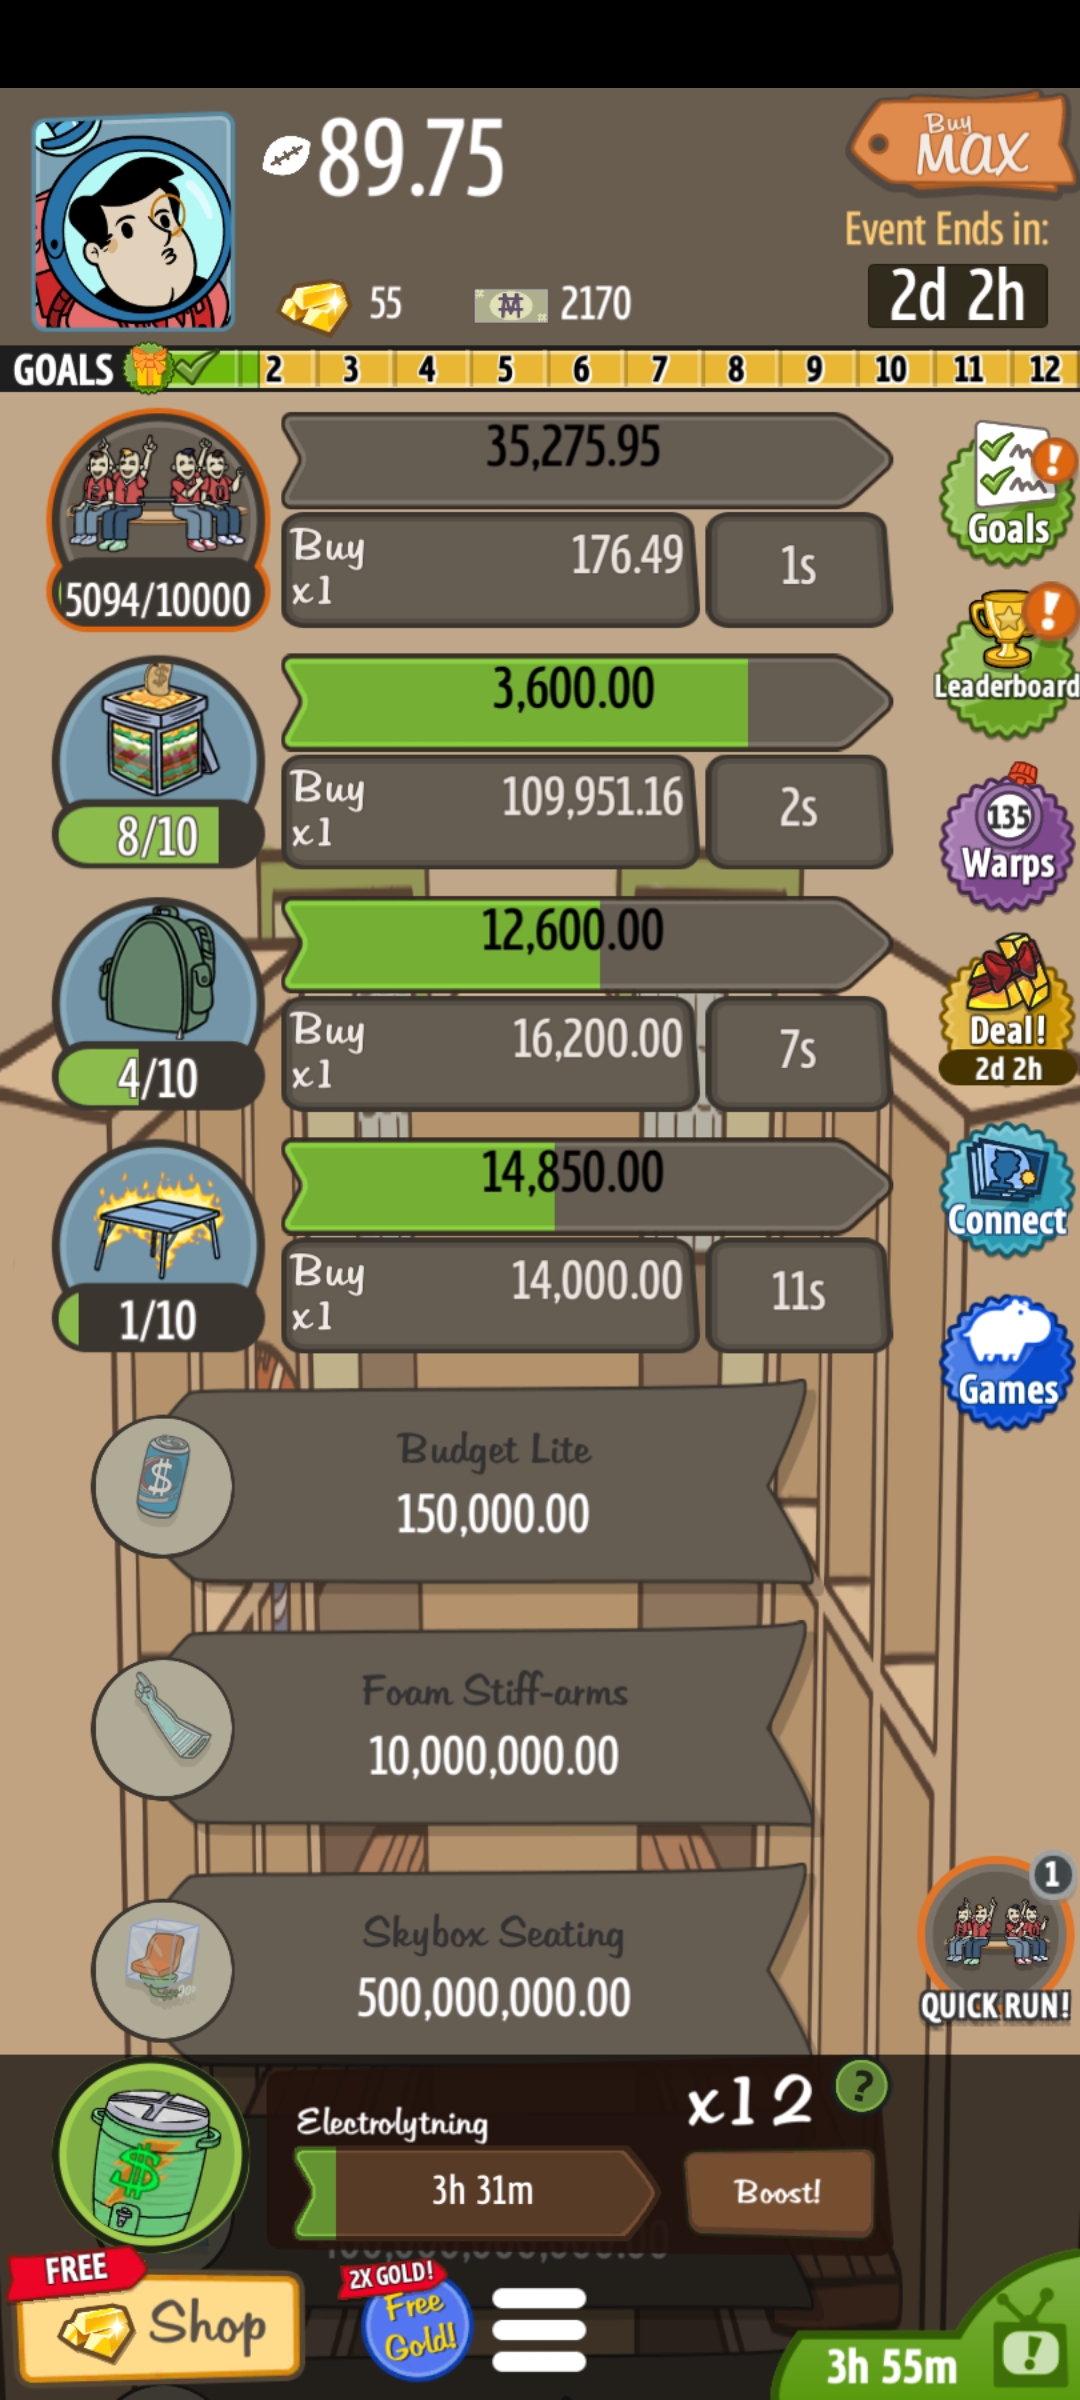 89.75
Buy
MAX
Event Ends in:
55
2170
2d 2h
GOALS 2 3 4 5 6 7 8 9 10 11 12
35,275.95
Buy
x1
176.49
1s
5094/10000
Goals
3,600.00
Buy
x1
109,951.16
2s
8/10
Leaderboard
135
Warps
12,600.00
Buy
x1
16,200.00
7s
4/10
Deal!
2d 2h
14,850.00
Buy
x1
14,000.00
11s
1/10
Connect
Games
Budget Lite
150,000.00
Foam Stiff-arms
10,000,000.00
Skybox Seating
500,000,000.00
1
QUICK RUN!
Electrolytning
x12
?
3h 31m
Boost!
FREE
Shop
2X GOLD!
Free
Gold!
3h 55m